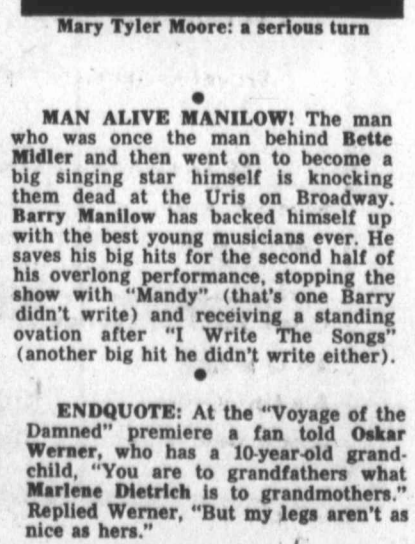 Mary Tyler Moore: a serious turn
MAN ALIVE MANILOW! The man
who was once the man behind Bette
Midler and then went on to become a
big singing star himself is knocking
them dead at the Uris on Broadway.
Barry Manilow has backed himself up
with the best young musicians ever. He
saves his big hits for the second half of
his overlong performance, stopping the
show with "Mandy" (that's one Barry
didn't write) and receiving a standing
ovation after "I Write The Songs"
(another big hit he didn't write either).
ENDQUOTE: At the "Voyage of the
Damned" premiere a fan told Oskar
Werner, who has a 10-year-old grand-
child, "You are to grandfathers what
Marlene Dietrich is to grandmothers."
Replied Werner, "But my legs aren't as
nice as hers."